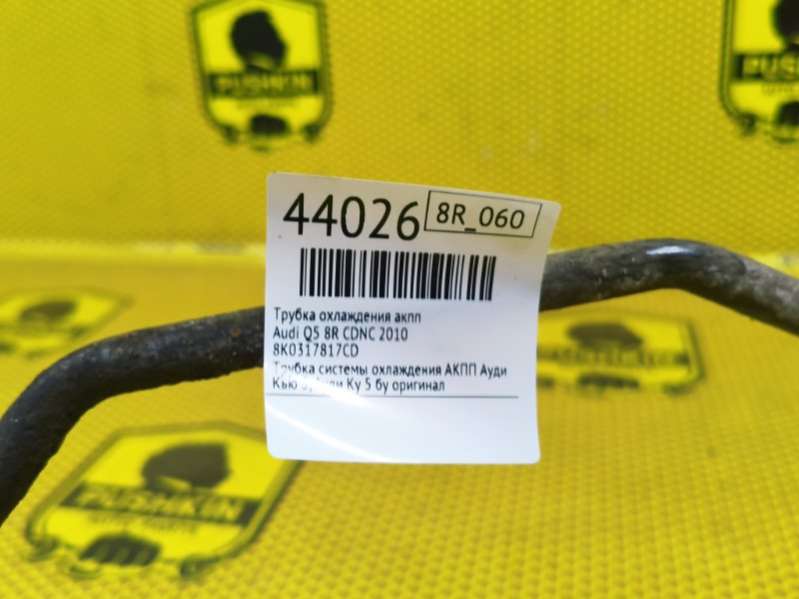 PUSHKIN
PUSHKIN
44026
8R_060
Трубка охлаждения акпп
Audi Q5 8R CDNC 2010
8K0317817CD
Трубка системы охлаждения АКПП Ауди
Кью Ку 5 бу оригинал
PUSHKIN